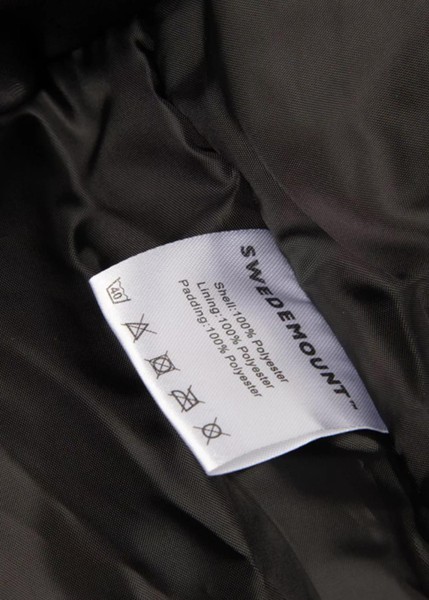 SWEDEMOUNT™
Shell:100% Polyester
Lining:100% Polyester
Padding:100% Polyester
40